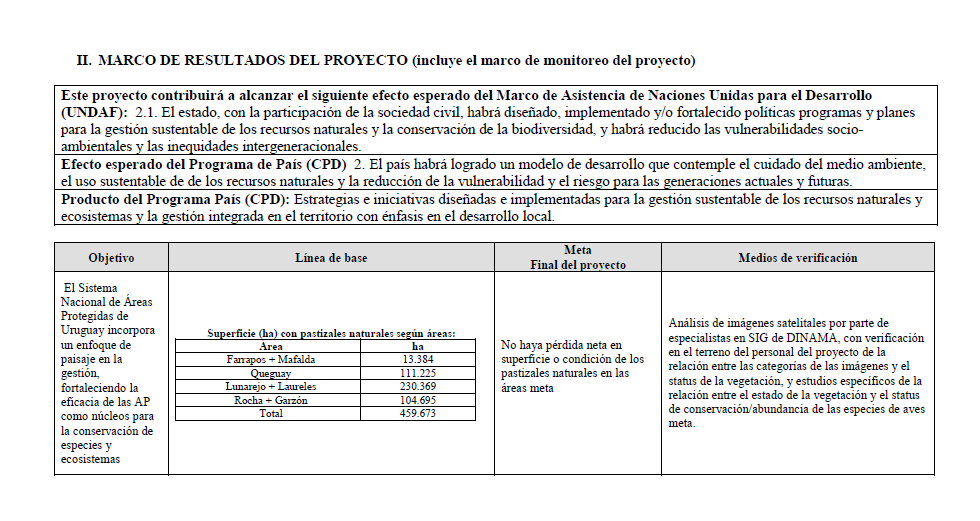 II. MARCO DE RESULTADOS DEL PROYECTO (incluye el marco de monitoreo del proyecto)
Este proyecto contribuirá a alcanzar el siguiente efecto esperado del Marco de Asistencia de Naciones Unidas para el Desarrollo
(UNDAF): 2.1. El estado, con la participación de la sociedad civil, habrá diseñado, implementado y/o fortalecido políticas programas y planes
para la gestión sustentable de los recursos naturales y la conservación de la biodiversidad, y habrá reducido las vulnerabilidades socio-
ambientales y las inequidades intergeneracionales.
Efecto esperado del Programa de País (CPD) 2. El país habrá logrado un modelo de desarrollo que contemple el cuidado del medio ambiente,
el uso sustentable de de los recursos naturales y la reducción de la vulnerabilidad y el riesgo para las generaciones actuales y futuras.
Producto del Programa País (CPD): Estrategias e iniciativas diseñadas e implementadas para la gestión sustentable de los recursos naturales y
ecosistemas y la gestión integrada en el territorio con énfasis en el desarrollo local.
Objetivo
Línea de base
Meta
Final del proyecto
Medios de verificación
El Sistema
Nacional de Áreas
Protegidas de
Uruguay incorpora
un enfoque de
paisaje en la
gestión,
fortaleciendo la
eficacia de las AP
como núcleos para
la conservación de
especies y
ecosistemas
Superficie (ha) con pastizales naturales según áreas:
Área ha
Farrapos + Mafalda 13.384
Queguay 111.225
Lunarejo + Laureles 230.369
Rocha + Garzón 104.695
Total 459.673
No haya pérdida neta en
superficie o condición de los
pastizales naturales en las
áreas meta
Análisis de imágenes satelitales por parte de
especialistas en SIG de DINAMA, con verificación
en el terreno del personal del proyecto de la
relación entre las categorías de las imágenes y el
status de la vegetación, y estudios específicos de la
relación entre el estado de la vegetación y el status
de conservación/abundancia de las especies de aves
meta.